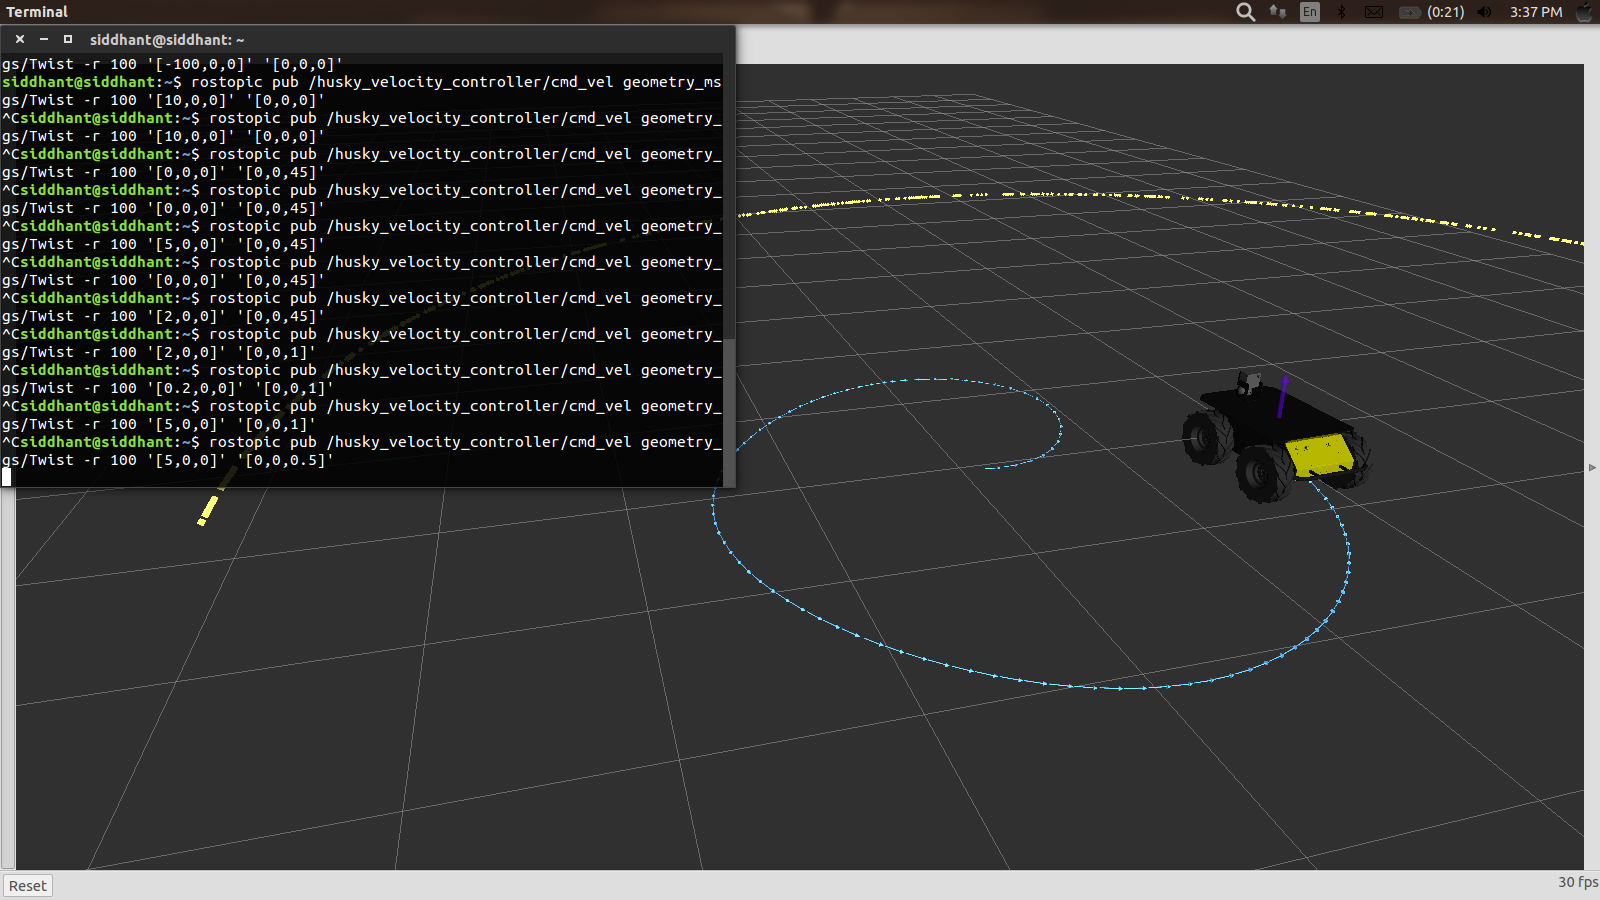 Terminal
En
(0:21)
3:37 PM
siddhant@siddhant: ~
gs/Twist -r 100 '[-100,0,0]' '[0,0,0]'
siddhant@siddhant:~$ rostopic pub /husky_velocity_controller/cmd_vel geometry_ms
gs/Twist -r 100 '[10,0,0]' '[0,0,0]'
^Csiddhant@siddhant:~$ rostopic pub /husky_velocity_controller/cmd_vel geometry_
gs/Twist -r 100 '[10,0,0]' '[0,0,0]'
^Csiddhant@siddhant:~$ rostopic pub /husky_velocity_controller/cmd_vel geometry_
gs/Twist -r 100 '[0,0,0]' '[0,0,45]'
^Csiddhant@siddhant:~$ rostopic pub /husky_velocity_controller/cmd_vel geometry_
gs/Twist -r 100 '[0,0,0]' '[0,0,45]'
^Csiddhant@siddhant:~$ rostopic pub /husky_velocity_controller/cmd_vel geometry_
gs/Twist -r 100 '[5,0,0]' '[0,0,45]'
^Csiddhant@siddhant:~$ rostopic pub /husky_velocity_controller/cmd_vel geometry_
gs/Twist -r 100 '[0,0,0]' '[0,0,45]'
^Csiddhant@siddhant:~$ rostopic pub /husky_velocity_controller/cmd_vel geometry_
gs/Twist -r 100 '[2,0,0]' '[0,0,45]'
^Csiddhant@siddhant:~$ rostopic pub /husky_velocity_controller/cmd_vel geometry_
gs/Twist -r 100 '[2,0,0]' '[0,0,1]'
^Csiddhant@siddhant:~$ rostopic pub /husky_velocity_controller/cmd_vel geometry_
gs/Twist -r 100 '[0.2,0,0]' '[0,0,1]'
^Csiddhant@siddhant:~$ rostopic pub /husky_velocity_controller/cmd_vel geometry_
gs/Twist -r 100 '[5,0,0]' '[0,0,1]'
^Csiddhant@siddhant:~$ rostopic pub /husky_velocity_controller/cmd_vel geometry_
gs/Twist -r 100 '[5,0,0]' '[0,0,0.5]'
Reset
30 fps